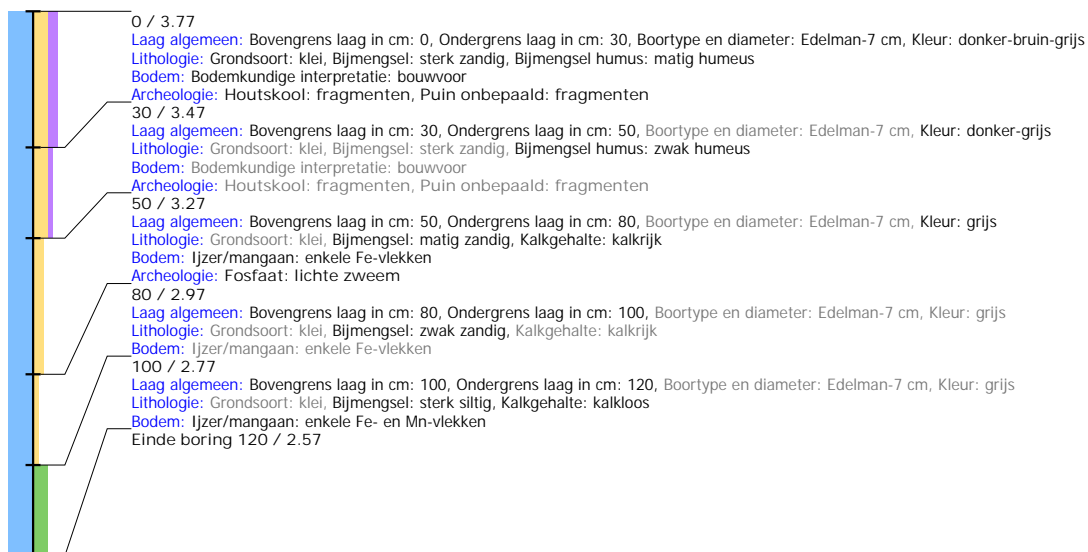 0 / 3.77
Laag algemeen: Bovengrens laag in cm: 0, Ondergrens laag in cm: 30, Boortype en diameter: Edelman-7 cm, Kleur: donker-bruin-grijs
Lithologie: Grondsoort: klei, Bijmengsel: sterk zandig, Bijmengsel humus: matig humeus
Bodem: Bodemkundige interpretatie: bouwvoor
Archeologie: Houtskool: fragmenten, Puin onbepaald: fragmenten
30 / 3.47
Laag algemeen: Bovengrens laag in cm: 30, Ondergrens laag in cm: 50, Boortype en diameter: Edelman-7 cm, Kleur: donker-grijs
Lithologie: Grondsoort: klei, Bijmengsel: sterk zandig, Bijmengsel humus: zwak humeus
Bodem: Bodemkundige interpretatie: bouwvoor
Archeologie: Houtskool: fragmenten, Puin onbepaald: fragmenten
50 / 3.27
Laag algemeen: Bovengrens laag in cm: 50, Ondergrens laag in cm: 80, Boortype en diameter: Edelman-7 cm, Kleur: grijs
Lithologie: Grondsoort: klei, Bijmengsel: matig zandig, Kalkgehalte: kalkrijk
Bodem: Ijzer/mangaan: enkele Fe-vlekken
Archeologie: Fosfaat: lichte zweem
80 / 2.97
Laag algemeen: Bovengrens laag in cm: 80, Ondergrens laag in cm: 100, Boortype en diameter: Edelman-7 cm, Kleur: grijs
Lithologie: Grondsoort: klei, Bijmengsel: zwak zandig, Kalkgehalte: kalkrijk
Bodem: Ijzer/mangaan: enkele Fe-vlekken
100 / 2.77
Laag algemeen: Bovengrens laag in cm: 100, Ondergrens laag in cm: 120, Boortype en diameter: Edelman-7 cm, Kleur: grijs
Lithologie: Grondsoort: klei, Bijmengsel: sterk siltig, Kalkgehalte: kalkloos
Bodem: Ijzer/mangaan: enkele Fe- en Mn-vlekken
Einde boring 120 / 2.57